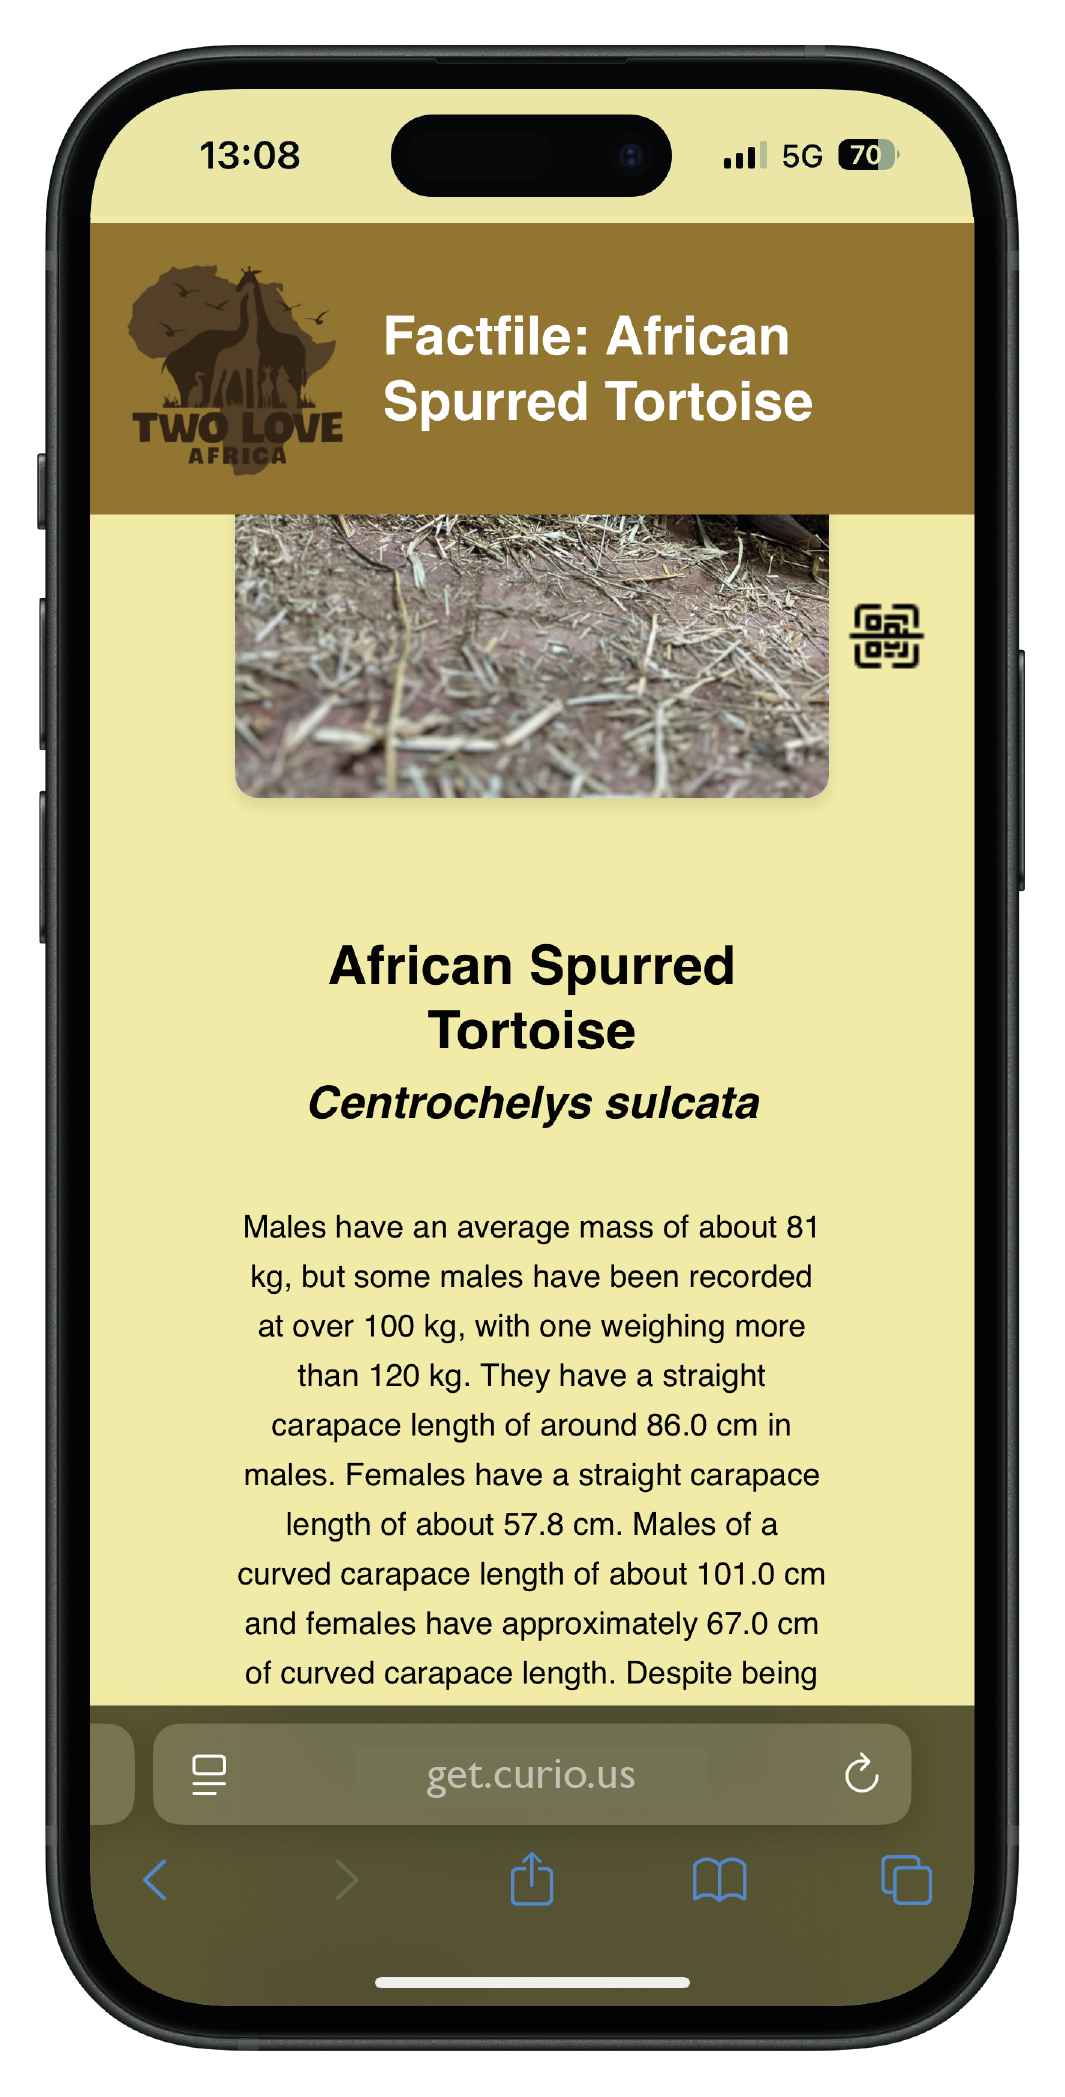 13:08
5G
70
TWO LOVE
AFRICA
Factfile: African
Spurred Tortoise
African Spurred
Tortoise
Centrochelys sulcata
Males have an average mass of about 81
kg, but some males have been recorded
at over 100 kg, with one weighing more
than 120 kg. They have a straight
carapace length of around 86.0 cm in
males. Females have a straight carapace
length of about 57.8 cm. Males of a
curved carapace length of about 101.0 cm
and females have approximately 67.0 cm
of curved carapace length. Despite being
get.curio.us